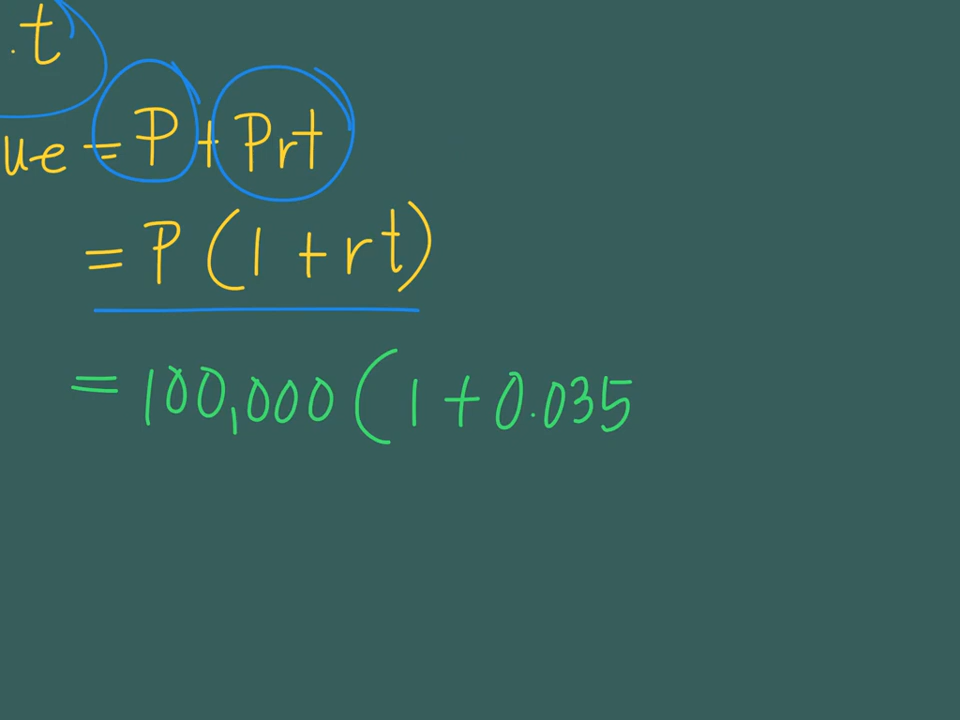 .t
ue = P + Prt
= P (1 + rt)
= 100,000 (1 + 0.035